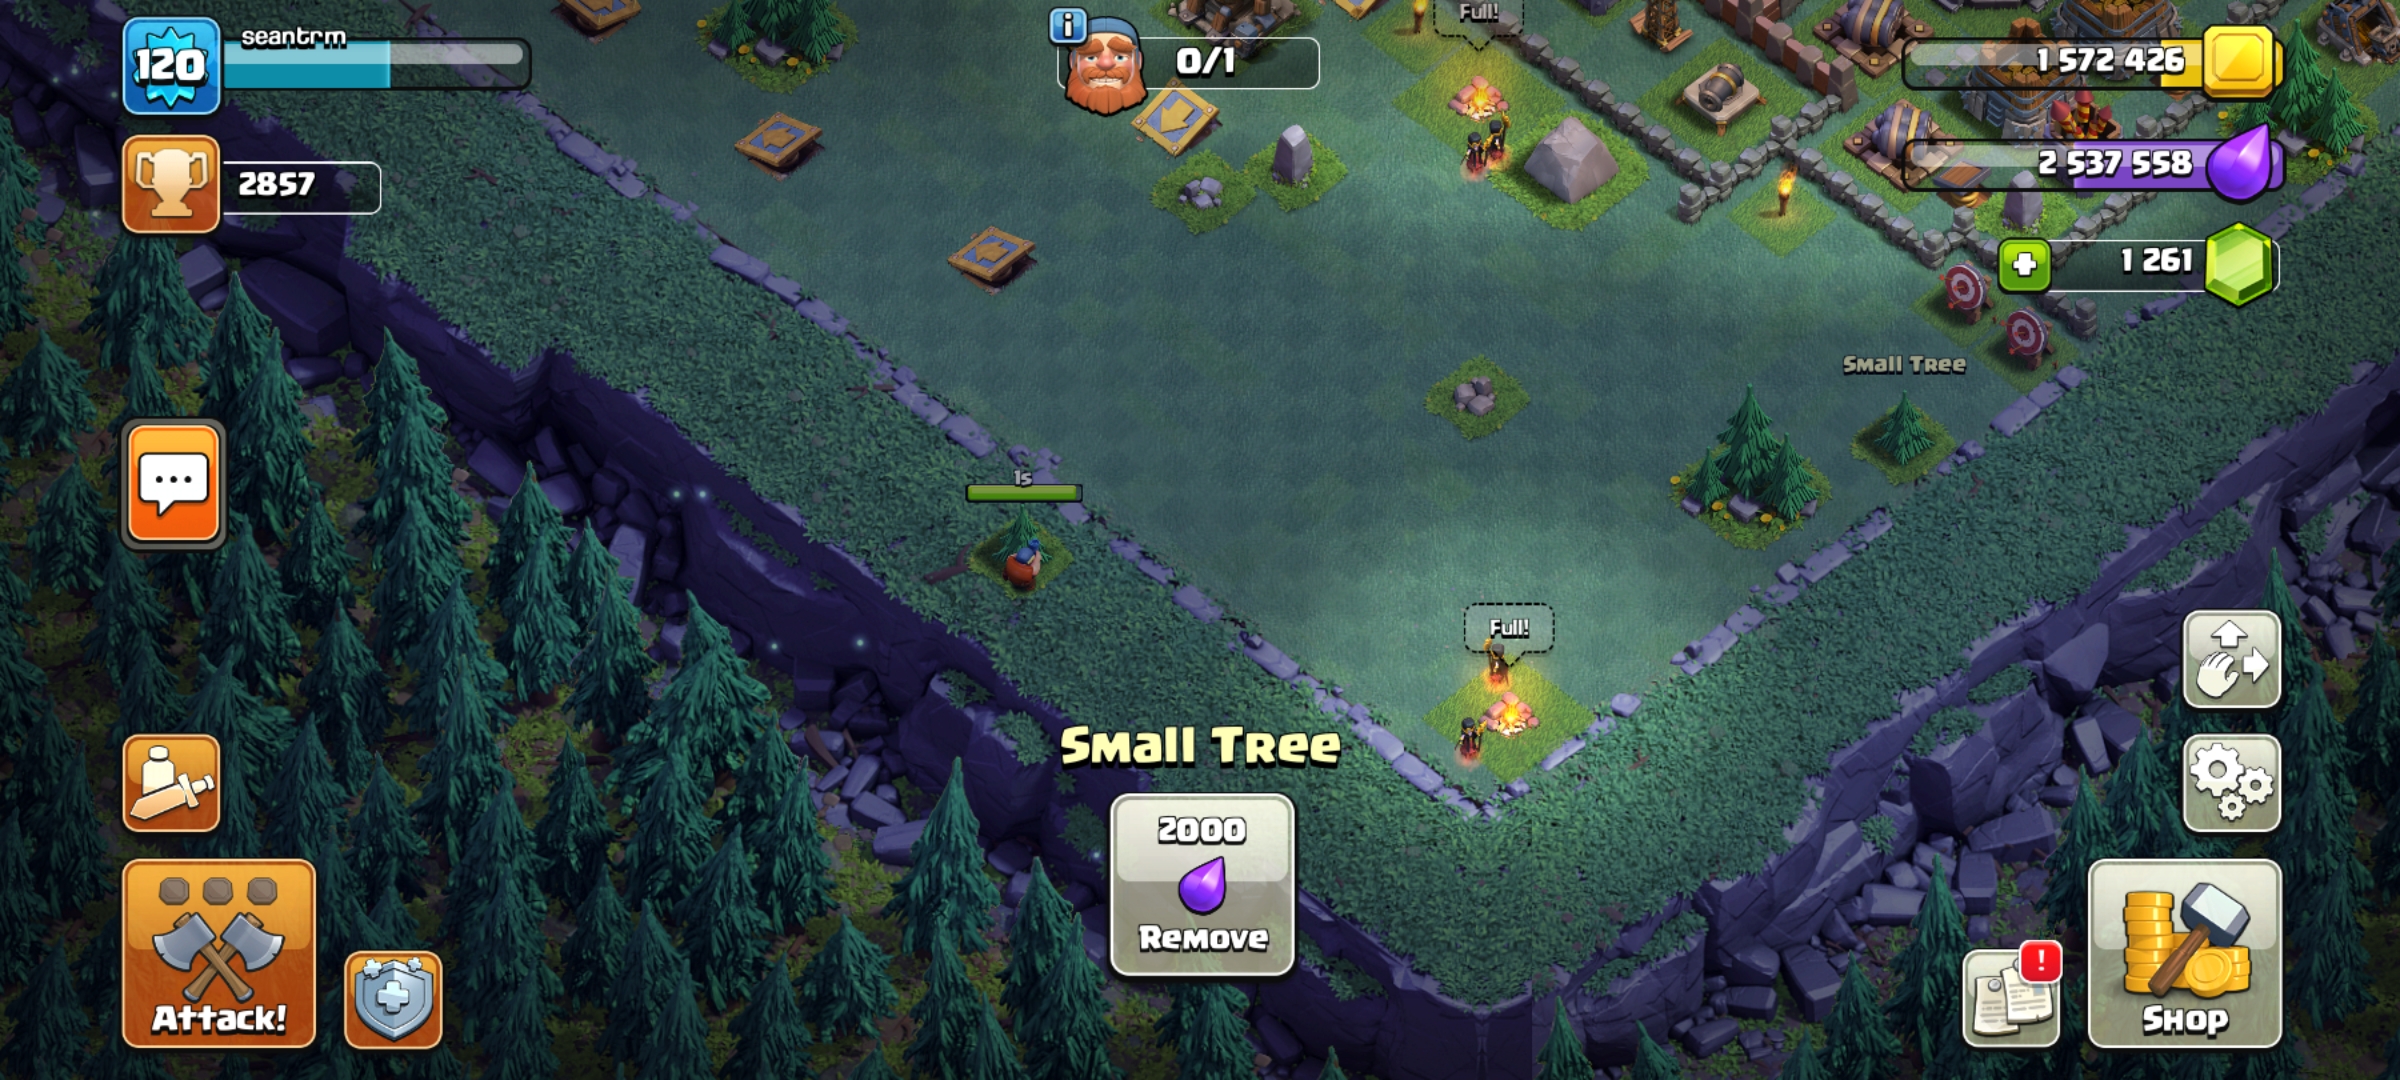 seantrm
120
0/1
Full!
1 572 426
2857
2 537 558
1 261
Small Tree
1s
Full!
Small Tree
2000
Remove
Attack!
!
Shop